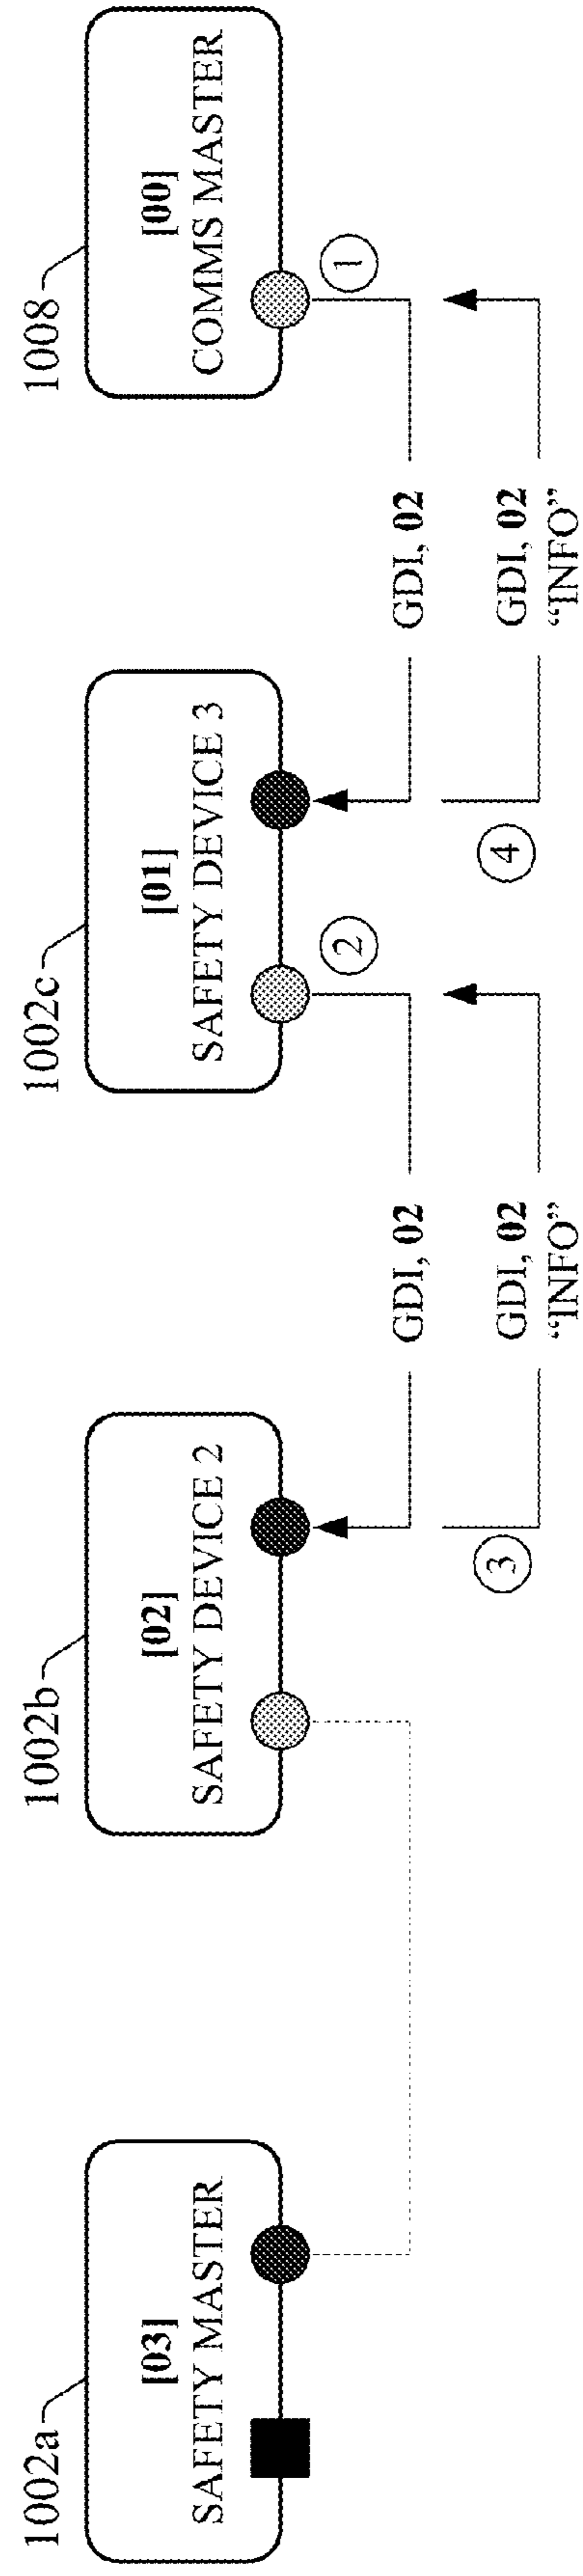 1002a
[03]
SAFETY MASTER
1002b
[02]
SAFETY DEVICE 2
1002c
[01]
SAFETY DEVICE 3
1008
[00]
COMMS MASTER
2
1
GDI, 02
GDI, 02
3
4
GDI, 02
“INFO”
GDI, 02
“INFO”